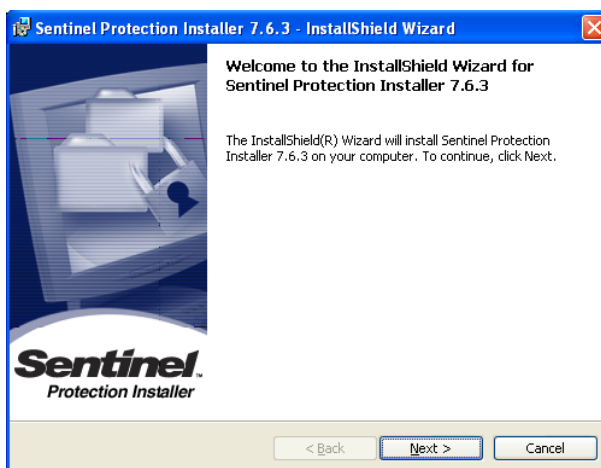 Sentinel Protection Installer 7.6.3 - InstallShield Wizard
Welcome to the InstallShield Wizard for
Sentinel Protection Installer 7.6.3
The InstallShield(R) Wizard will install Sentinel Protection
Installer 7.6.3 on your computer. To continue, click Next.
Sentinel™
Protection Installer
< Back
Next >
Cancel